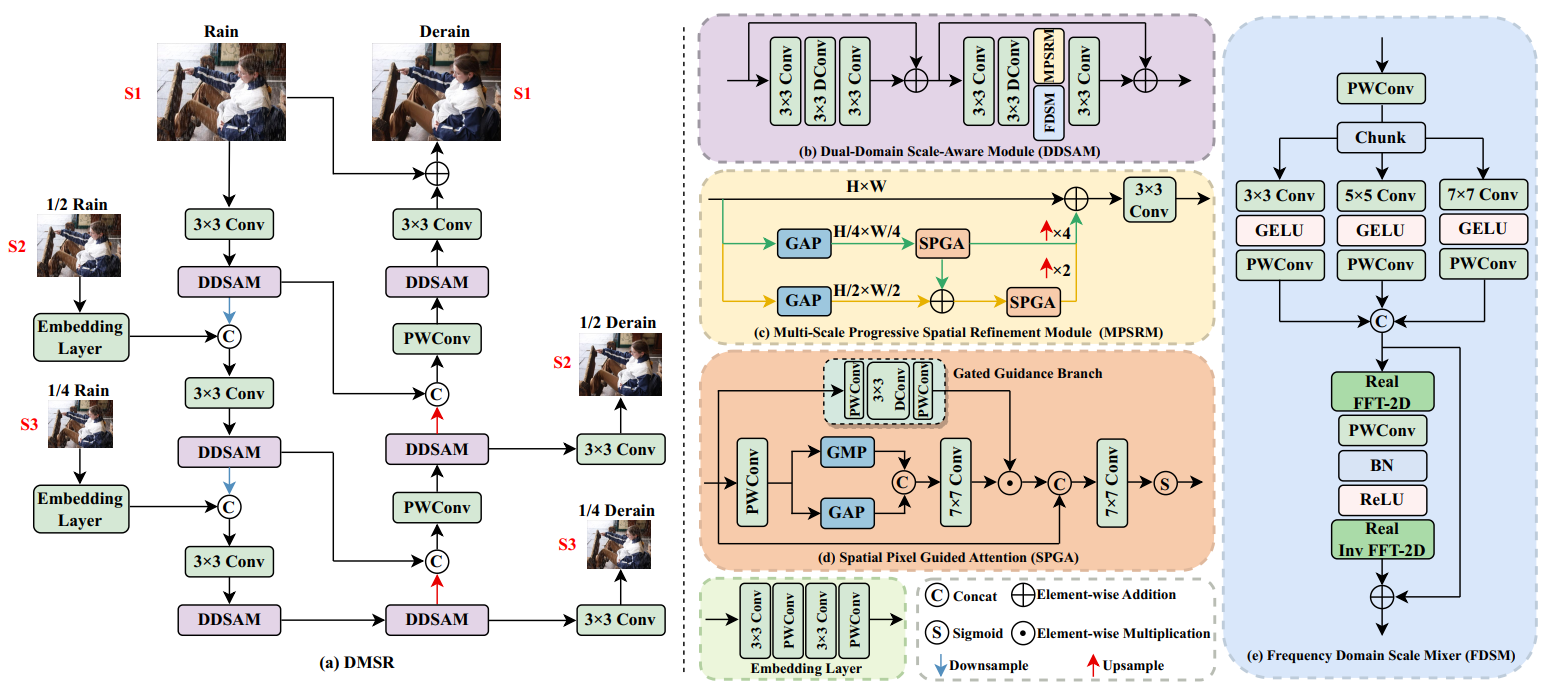 Rain
Derain
S1
S1
3×3 Conv
3×3 Conv
1/2 Rain
S2
DDSAM
DDSAM
Embedding
Layer
C
PWConv
1/2 Derain
S2
3×3 Conv
C
1/4 Rain
S3
DDSAM
DDSAM
3×3 Conv
Embedding
Layer
C
PWConv
1/4 Derain
S3
3×3 Conv
C
DDSAM
DDSAM
3×3 Conv
(a) DMSR
3×3 Conv
3×3 DConv
3×3 Conv
3×3 Conv
3×3 DConv
MPSRM
FDSM
3×3 Conv
(b) Dual-Domain Scale-Aware Module (DDSAM)
H×W
3×3
Conv
GAP
H/4×W/4
SPGA
×4
×2
GAP
H/2×W/2
SPGA
(c) Multi-Scale Progressive Spatial Refinement Module (MPSRM)
PWConv
3×3
DConv
PWConv
Gated Guidance Branch
PWConv
GMP
GAP
C
7×7 Conv
C
7×7 Conv
S
(d) Spatial Pixel Guided Attention (SPGA)
3×3 Conv
PWConv
3×3 Conv
PWConv
Embedding Layer
C Concat
Element-wise Addition
S Sigmoid
Element-wise Multiplication
Downsample
Upsample
PWConv
Chunk
3×3 Conv
5×5 Conv
7×7 Conv
GELU
GELU
GELU
PWConv
PWConv
PWConv
C
Real
FFT-2D
PWConv
BN
ReLU
Real
Inv FFT-2D
(e) Frequency Domain Scale Mixer (FDSM)